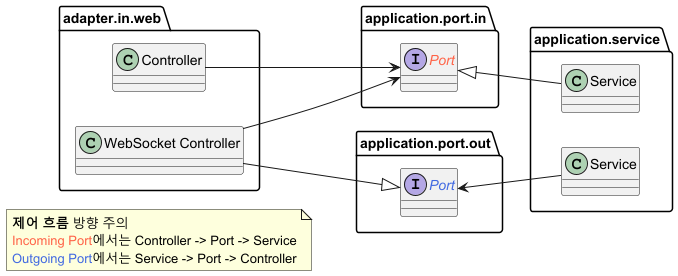 adapter.in.web
C Controller
C WebSocket Controller
application.port.in
I Port
application.port.out
I Port
application.service
C Service
C Service
제어 흐름 방향 주의
Incoming Port에서는 Controller -> Port -> Service
Outgoing Port에서는 Service -> Port -> Controller